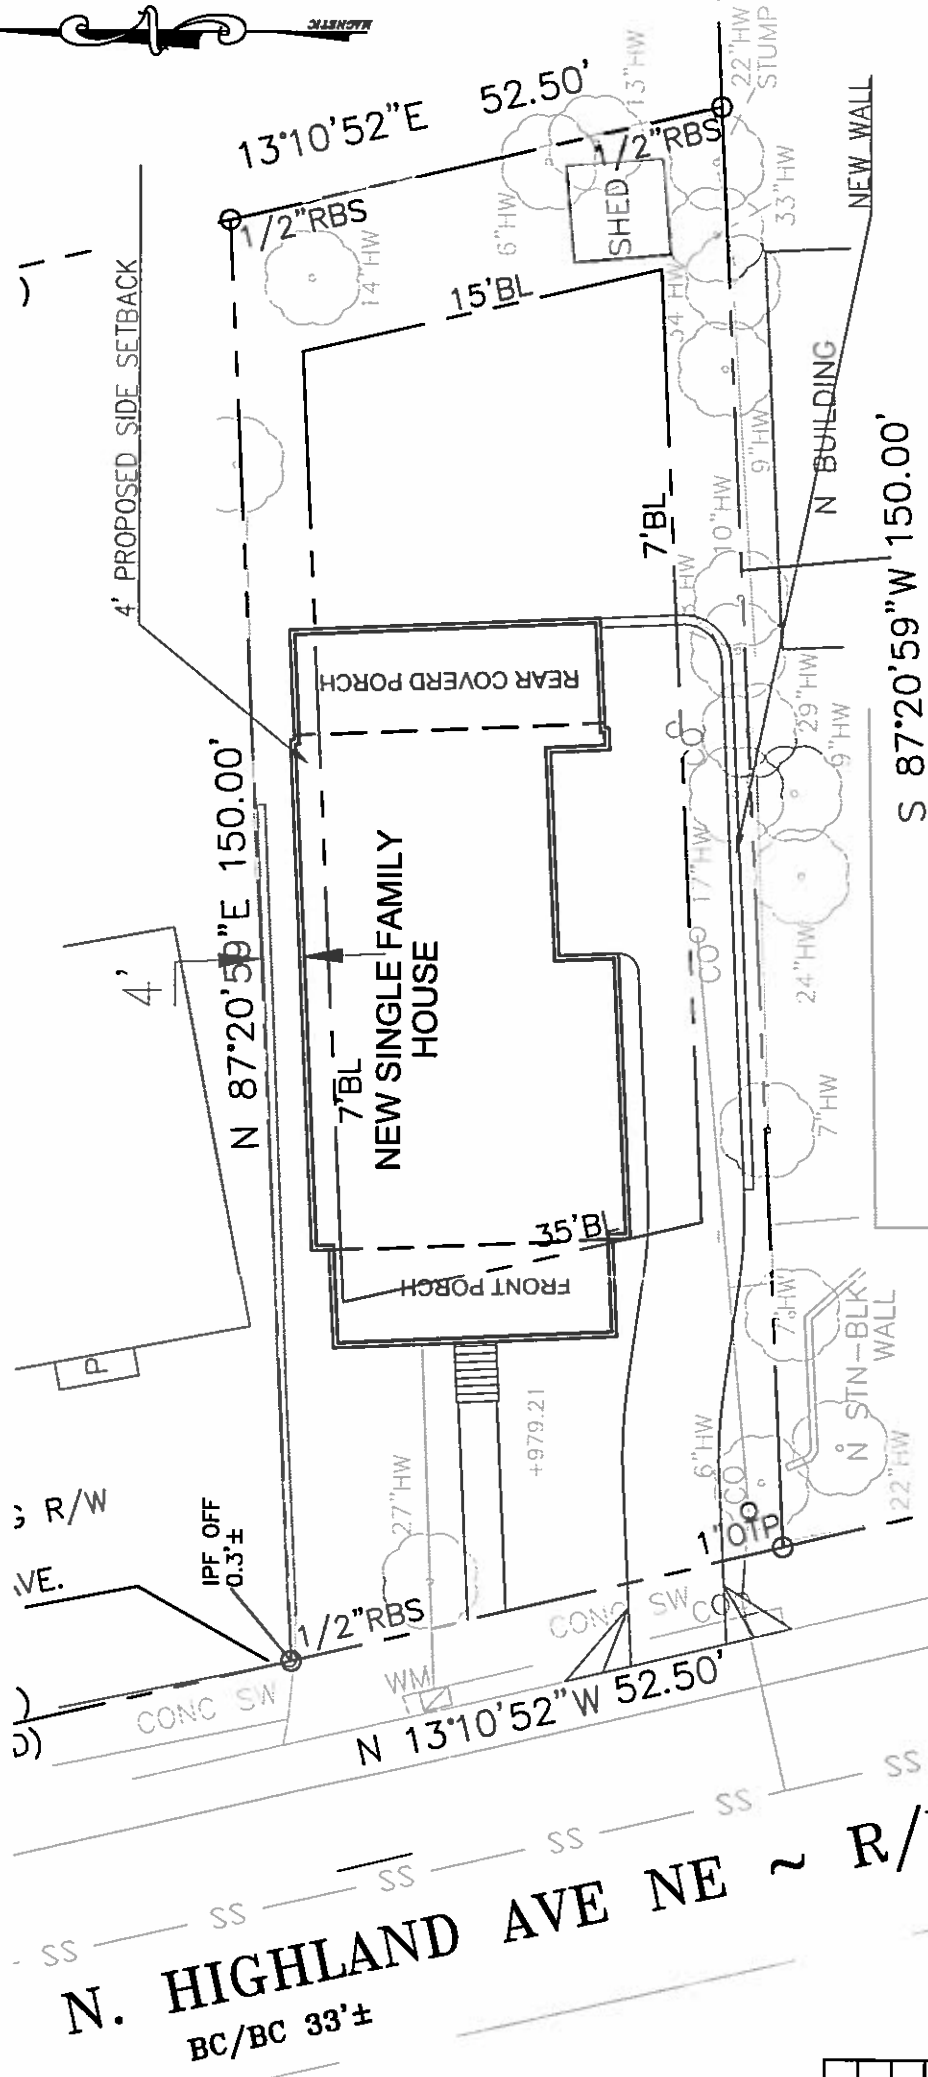 MAGNETIC
13°10'52"E 52.50'
13"HW
22"HW
STUMP
1/2"RBS
1/2"RBS
NEW WALL
SHED
6"HW
33"HW
14"HW
15'BL
54"HW
4' PROPOSED SIDE SETBACK
N BUILDING
9"HW
10"HW
7'BL
S 87°20'59"W 150.00'
REAR COVERD PORCH
29"HW
9"HW
CO
N 87°20'59"E 150.00'
17"HW
CO
24"HW
4'
NEW SINGLE FAMILY
HOUSE
7'BL
7"HW
35'BL
FRONT PORCH
7"HW
N STN-BLK
WALL
P
+979.21
6"HW
CO
22"HW
27"HW
R/W
IPF OFF
0.3'±
1"OTP
1/2"RBS
CONC SW
CONC SW
WM
N 13°10'52"W 52.50'
SS SS SS SS SS SS
N. HIGHLAND AVE NE ~ R/
BC/BC 33'±